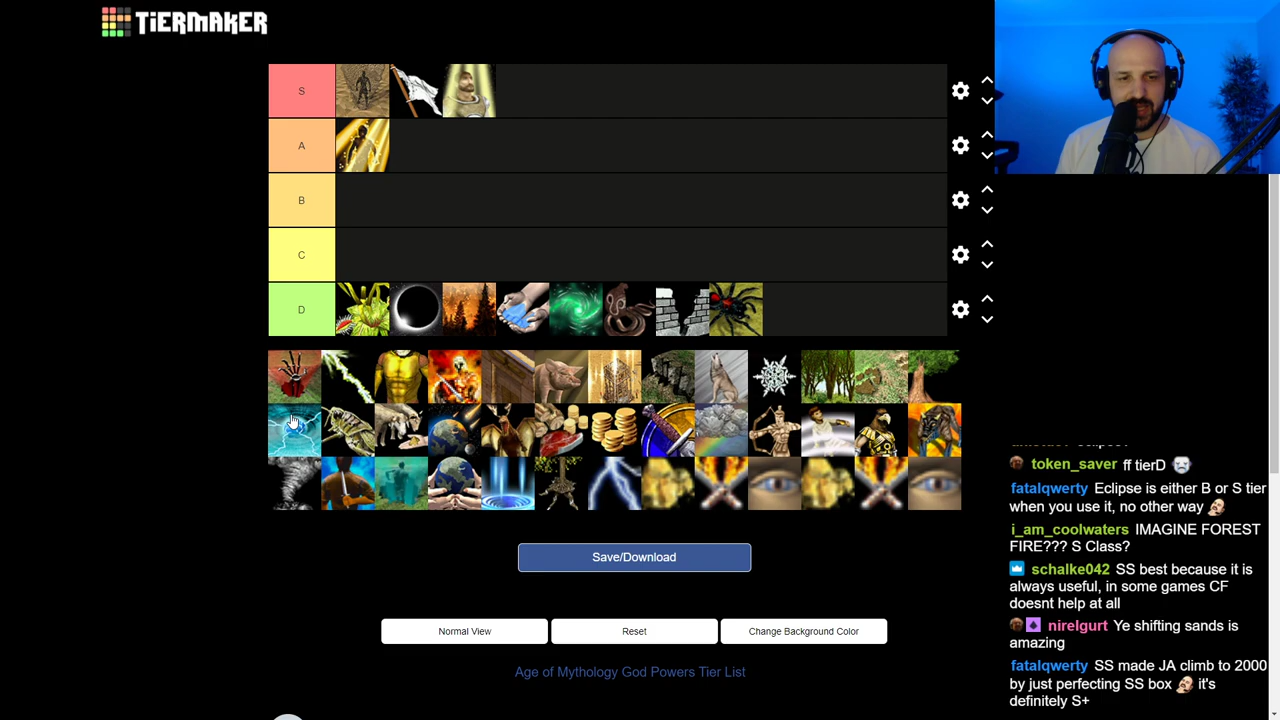 TiERMAKER
S
A
B
C
D
Save/Download
Normal View
Reset
Change Background Color
Age of Mythology God Powers Tier List
token_saver ff tierD
fatalqwerty Eclipse is either B or S tier
when you use it, no other way
i_am_coolwaters IMAGINE FOREST
FIRE??? S Class?
schalke042 SS best because it is
always useful, in some games CF
doesnt help at all
nirelgurt Ye shifting sands is
amazing
fatalqwerty SS made JA climb to 2000
by just perfecting SS box it's
definitely S+